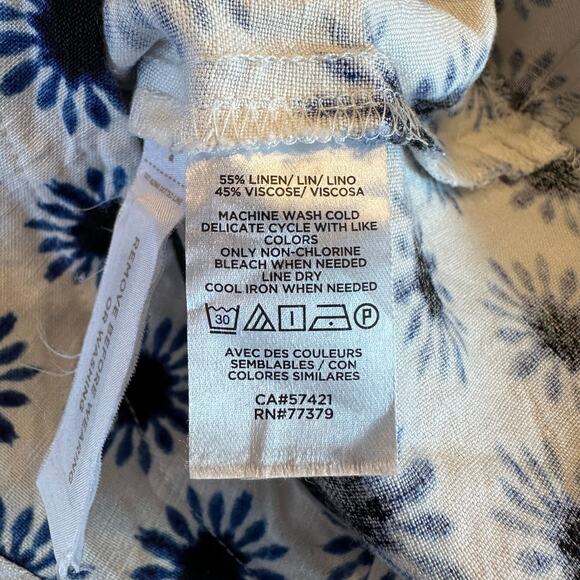 55% LINEN/ LIN/ LINO
45% VISCOSE/ VISCOSA
MACHINE WASH COLD
DELICATE CYCLE WITH LIKE
COLORS
ONLY NON-CHLORINE
BLEACH WHEN NEEDED
LINE DRY
COOL IRON WHEN NEEDED
30 P
AVEC DES COULEURS
SEMBLABLES / CON
COLORES SIMILARES
CA#57421
RN#77379
REMOVE BEFORE WEARING
OR WASHING